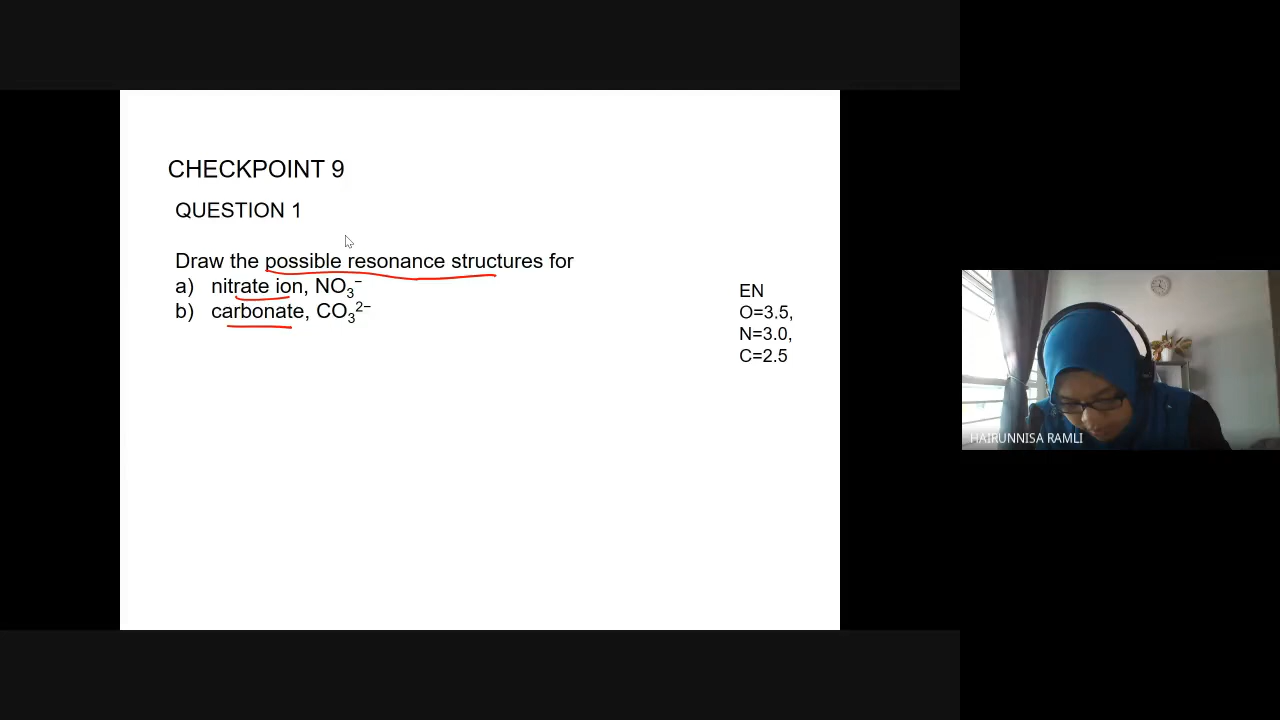 CHECKPOINT 9
QUESTION 1
Draw the possible resonance structures for
a) nitrate ion, NO₃⁻
b) carbonate, CO₃²⁻
EN
O=3.5,
N=3.0,
C=2.5
HAIRUNNISA RAMLI